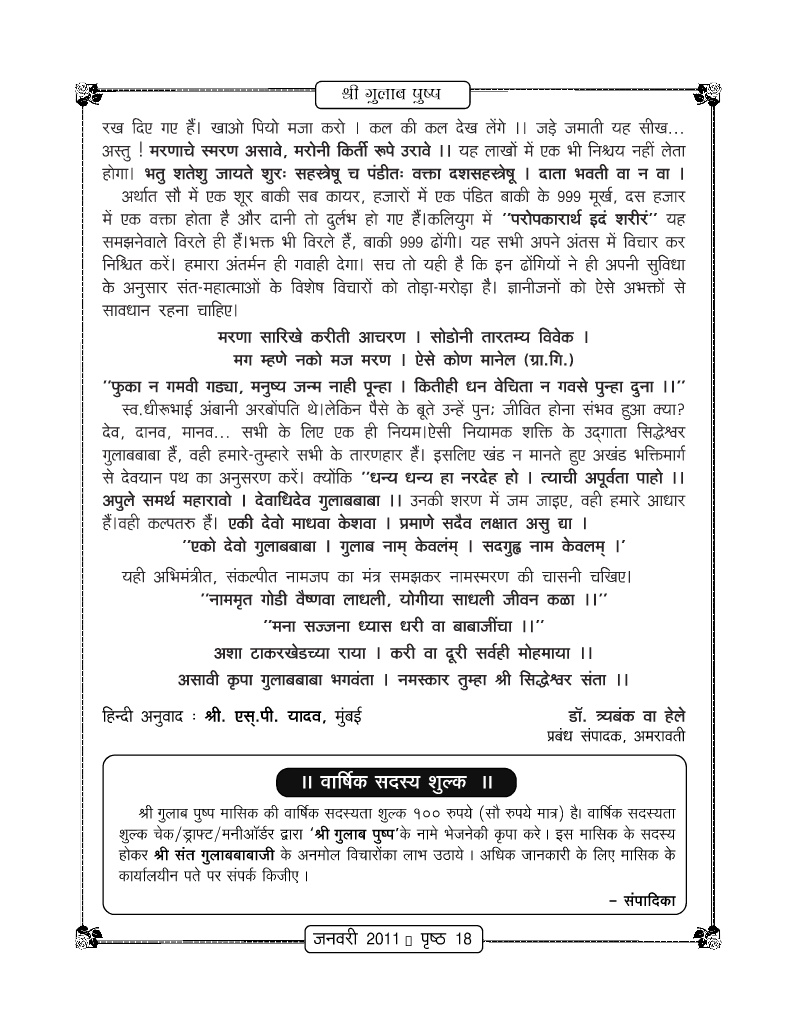 श्री गुलाब पुष्प
रख दिए गए हैं। खाओ पियो मजा करो । कल की कल देख लेंगे ।। जड़े जमाती यह सीख...
अस्तु ! मरणाचे स्मरण असावे, मरोनी किर्ती रूपे उरावे ।। यह लाखों में एक भी निश्चय नहीं लेता
होगा। भतु शतेशु जायते शुरः सहस्त्रेषू च पंडीतः वक्ता दशसहस्त्रेषू । दाता भवती वा न वा ।
अर्थात सौ में एक शूर बाकी सब कायर, हजारों में एक पंडित बाकी के 999 मूर्ख, दस हजार
में एक वक्ता होता है और दानी तो दुर्लभ हो गए हैं।कलियुग में ''परोपकारार्थ इदं शरीरं'' यह
समझनेवाले विरले ही हैं।भक्त भी विरले हैं, बाकी 999 ढोंगी। यह सभी अपने अंतस में विचार कर
निश्चित करें। हमारा अंतर्मन ही गवाही देगा। सच तो यही है कि इन ढोंगियों ने ही अपनी सुविधा
के अनुसार संत-महात्माओं के विशेष विचारों को तोड़ा-मरोड़ा है। ज्ञानीजनों को ऐसे अभक्तों से
सावधान रहना चाहिए।
मरणा सारिखे करीती आचरण । सोडोनी तारतम्य विवेक ।
मग म्हणे नको मज मरण । ऐसे कोण मानेल (ग्रा.गि.)
''फुका न गमवी गड्या, मनुष्य जन्म नाही पून्हा । कितीही धन वेचिता न गवसे पुन्हा दुना ।।''
स्व.धीरूभाई अंबानी अरबोंपति थे।लेकिन पैसे के बूते उन्हें पुन; जीवित होना संभव हुआ क्या?
देव, दानव, मानव... सभी के लिए एक ही नियम।ऐसी नियामक शक्ति के उद्गाता सिद्धेश्वर
गुलाबबाबा हैं, वही हमारे-तुम्हारे सभी के तारणहार हैं। इसलिए खंड न मानते हुए अखंड भक्तिमार्ग
से देवयान पथ का अनुसरण करें। क्योंकि ''धन्य धन्य हा नरदेह हो । त्याची अपूर्वता पाहो ।।
अपुले समर्थ महारावो । देवाधिदेव गुलाबबाबा ।। उनकी शरण में जम जाइए, वही हमारे आधार
हैं।वही कल्पतरु हैं। एकी देवो माधवा केशवा । प्रमाणे सदैव लक्षात असु द्या ।
''एको देवो गुलाबबाबा । गुलाब नाम् केवलंम् । सदगुह्व नाम केवलम् ।'
यही अभिमंत्रीत, संकल्पीत नामजप का मंत्र समझकर नामस्मरण की चासनी चखिए।
''नाममृत गोडी वैष्णवा लाधली, योगीया साधली जीवन कळा ।।''
''मना सज्जना ध्यास धरी वा बाबाजींचा ।।''
अशा टाकरखेडच्या राया । करी वा दूरी सर्वही मोहमाया ।।
असावी कृपा गुलाबबाबा भगवंता । नमस्कार तुम्हा श्री सिद्धेश्वर संता ।।
हिन्दी अनुवाद : श्री. एस्.पी. यादव, मुंबई
डॉ. त्र्यबंक वा हेले
प्रबंध संपादक, अमरावती
।। वार्षिक सदस्य शुल्क ।।
श्री गुलाब पुष्प मासिक की वार्षिक सदस्यता शुल्क १०० रुपये (सौ रुपये मात्र) है। वार्षिक सदस्यता
शुल्क चेक/ड्राफ्ट/मनीऑर्डर द्वारा 'श्री गुलाब पुष्प'के नामे भेजनेकी कृपा करे । इस मासिक के सदस्य
होकर श्री संत गुलाबबाबाजी के अनमोल विचारोंका लाभ उठाये । अधिक जानकारी के लिए मासिक के
कार्यालयीन पते पर संपर्क किजीए ।
– संपादिका
जनवरी 2011 पृष्ठ 18